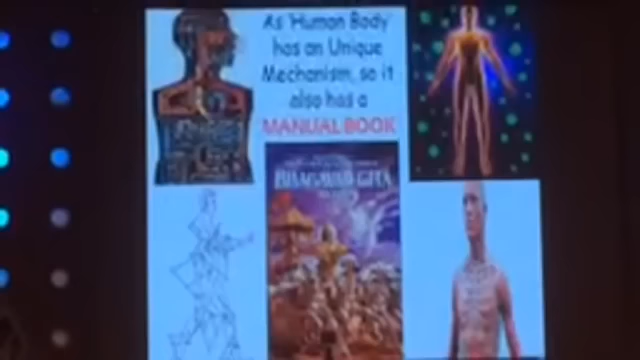 As 'Human Body'
has an Unique
Mechanism, so it
also has a
MANUAL BOOK
BHAGAVAD-GITA